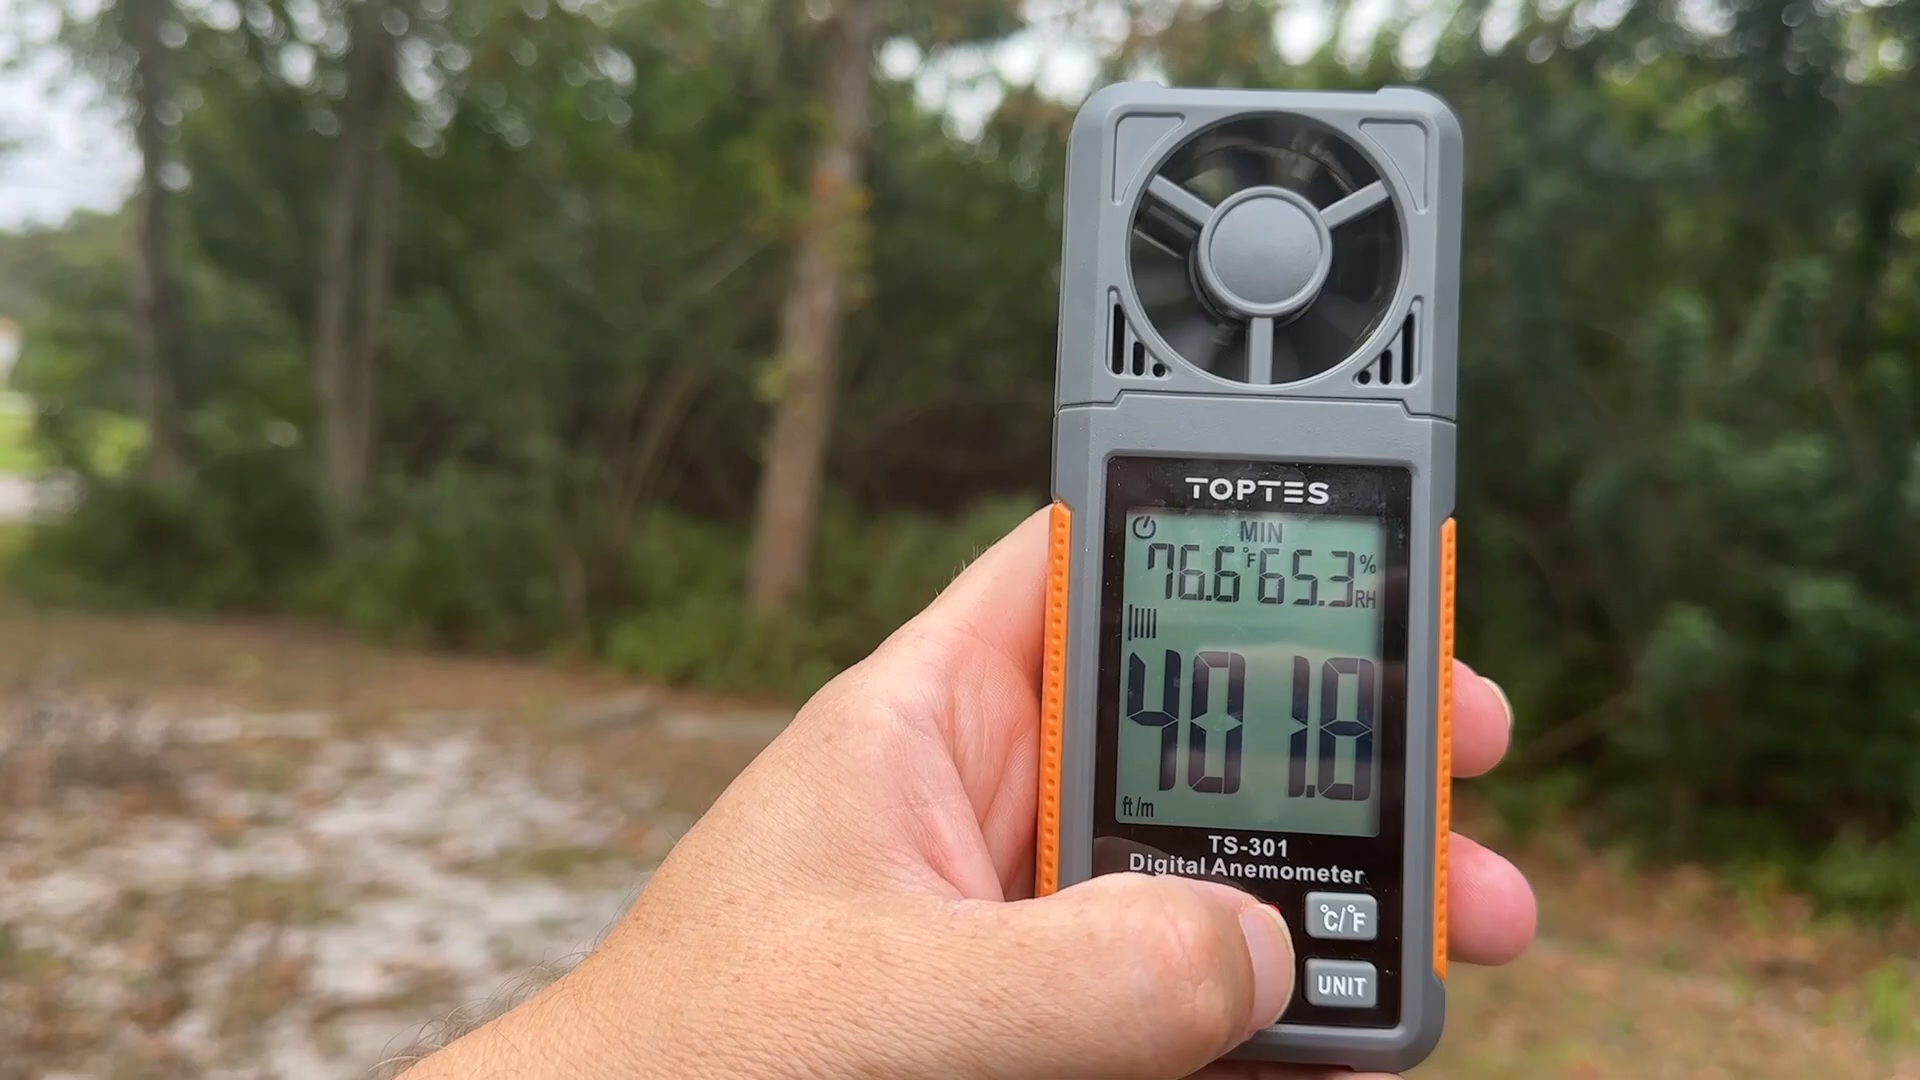 TOPTES
MIN
76.6°F 65.3% RH
401.8
ft/m
TS-301
Digital Anemometer
°C/°F
UNIT